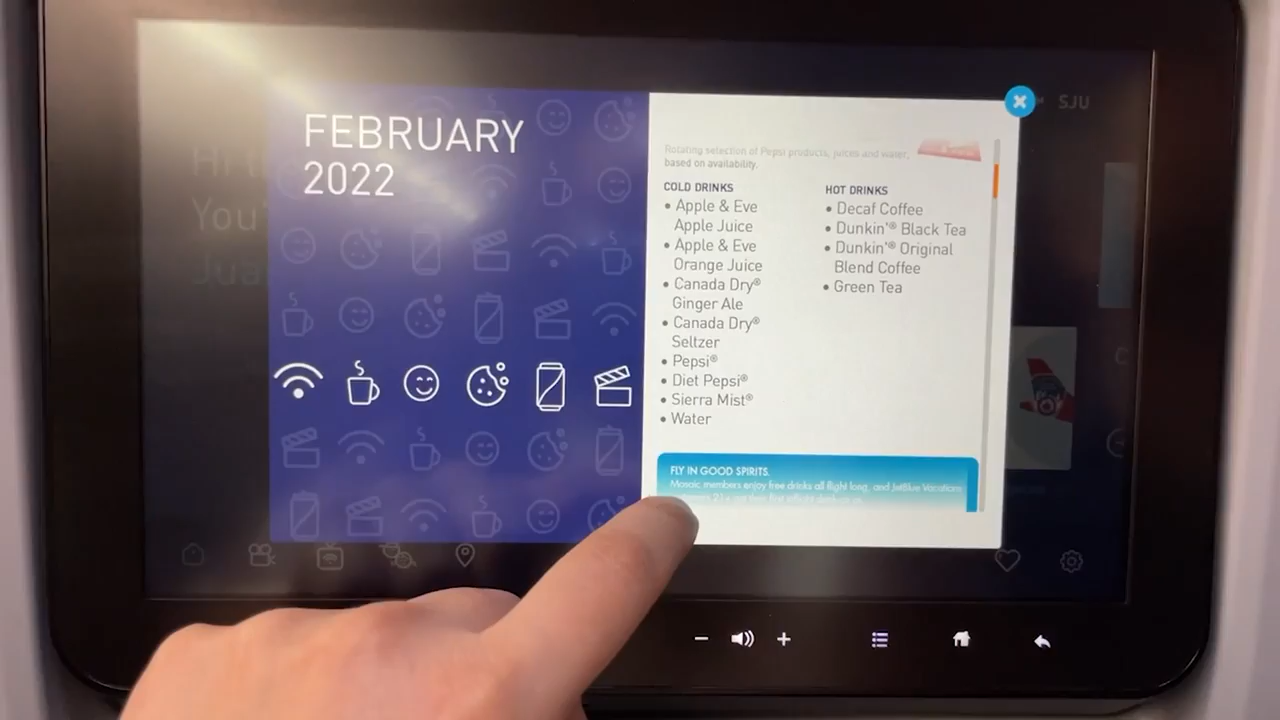 FEBRUARY
2022
SJU
You'
Jua
Rotating selection of Pepsi products, juices and water,
based on availability.
COLD DRINKS
• Apple & Eve
Apple Juice
• Apple & Eve
Orange Juice
• Canada Dry®
Ginger Ale
• Canada Dry®
Seltzer
• Pepsi®
• Diet Pepsi®
• Sierra Mist®
• Water
HOT DRINKS
• Decaf Coffee
• Dunkin'® Black Tea
• Dunkin'® Original
Blend Coffee
• Green Tea
FLY IN GOOD SPIRITS.
Mosaic members enjoy free drinks all flight long, and JetBlue Vacations